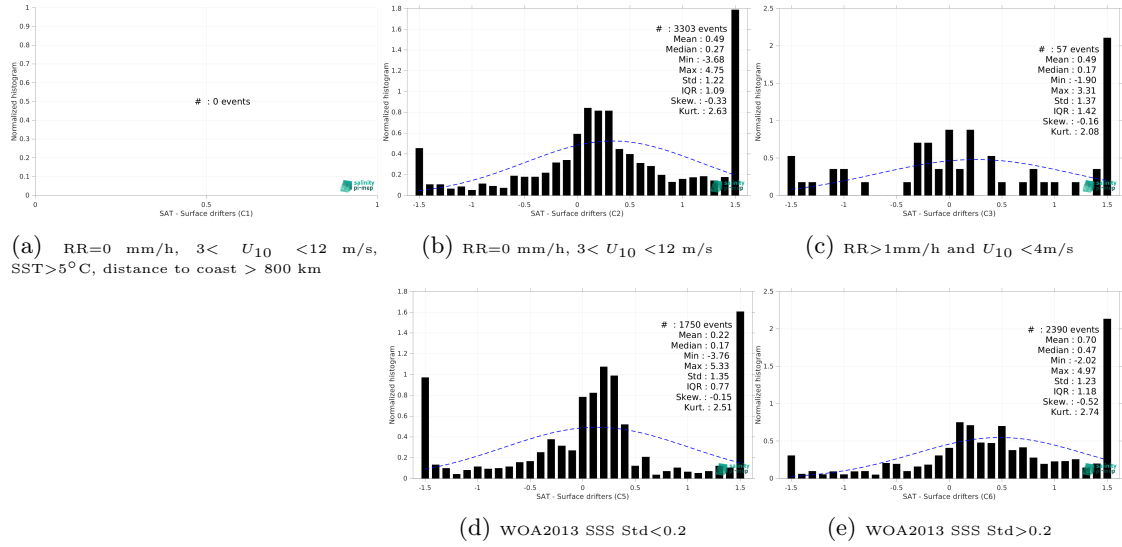 1
0.9
0.8
0.7
0.6
0.5
0.4
0.3
0.2
0.1
0
Normalized histogram
# : 0 events
salinity
pi-mep
0 0.5 1
SAT - Surface drifters (C1)
(a) RR=0 mm/h, 3< U10 <12 m/s,
SST>5°C, distance to coast > 800 km
1.8
1.6
1.4
1.2
1
0.8
0.6
0.4
0.2
0
Normalized histogram
# : 3303 events
Mean : 0.49
Median : 0.27
Min : -3.68
Max : 4.75
Std : 1.22
IQR : 1.09
Skew. : -0.33
Kurt. : 2.63
salinity
pi-mep
-1.5 -1 -0.5 0 0.5 1 1.5
SAT - Surface drifters (C2)
(b) RR=0 mm/h, 3< U10 <12 m/s
2.5
2
1.5
1
0.5
0
Normalized histogram
# : 57 events
Mean : 0.49
Median : 0.17
Min : -1.90
Max : 3.31
Std : 1.37
IQR : 1.42
Skew. : -0.16
Kurt. : 2.08
salinity
pi-mep
-1.5 -1 -0.5 0 0.5 1 1.5
SAT - Surface drifters (C3)
(c) RR>1mm/h and U10 <4m/s
1.8
1.6
1.4
1.2
1
0.8
0.6
0.4
0.2
0
Normalized histogram
# : 1750 events
Mean : 0.22
Median : 0.17
Min : -3.76
Max : 5.33
Std : 1.35
IQR : 0.77
Skew. : -0.15
Kurt. : 2.51
salinity
pi-mep
-1.5 -1 -0.5 0 0.5 1 1.5
SAT - Surface drifters (C5)
(d) WOA2013 SSS Std<0.2
2.5
2
1.5
1
0.5
0
Normalized histogram
# : 2390 events
Mean : 0.70
Median : 0.47
Min : -2.02
Max : 4.97
Std : 1.23
IQR : 1.18
Skew. : -0.52
Kurt. : 2.74
salinity
pi-mep
-1.5 -1 -0.5 0 0.5 1 1.5
SAT - Surface drifters (C6)
(e) WOA2013 SSS Std>0.2